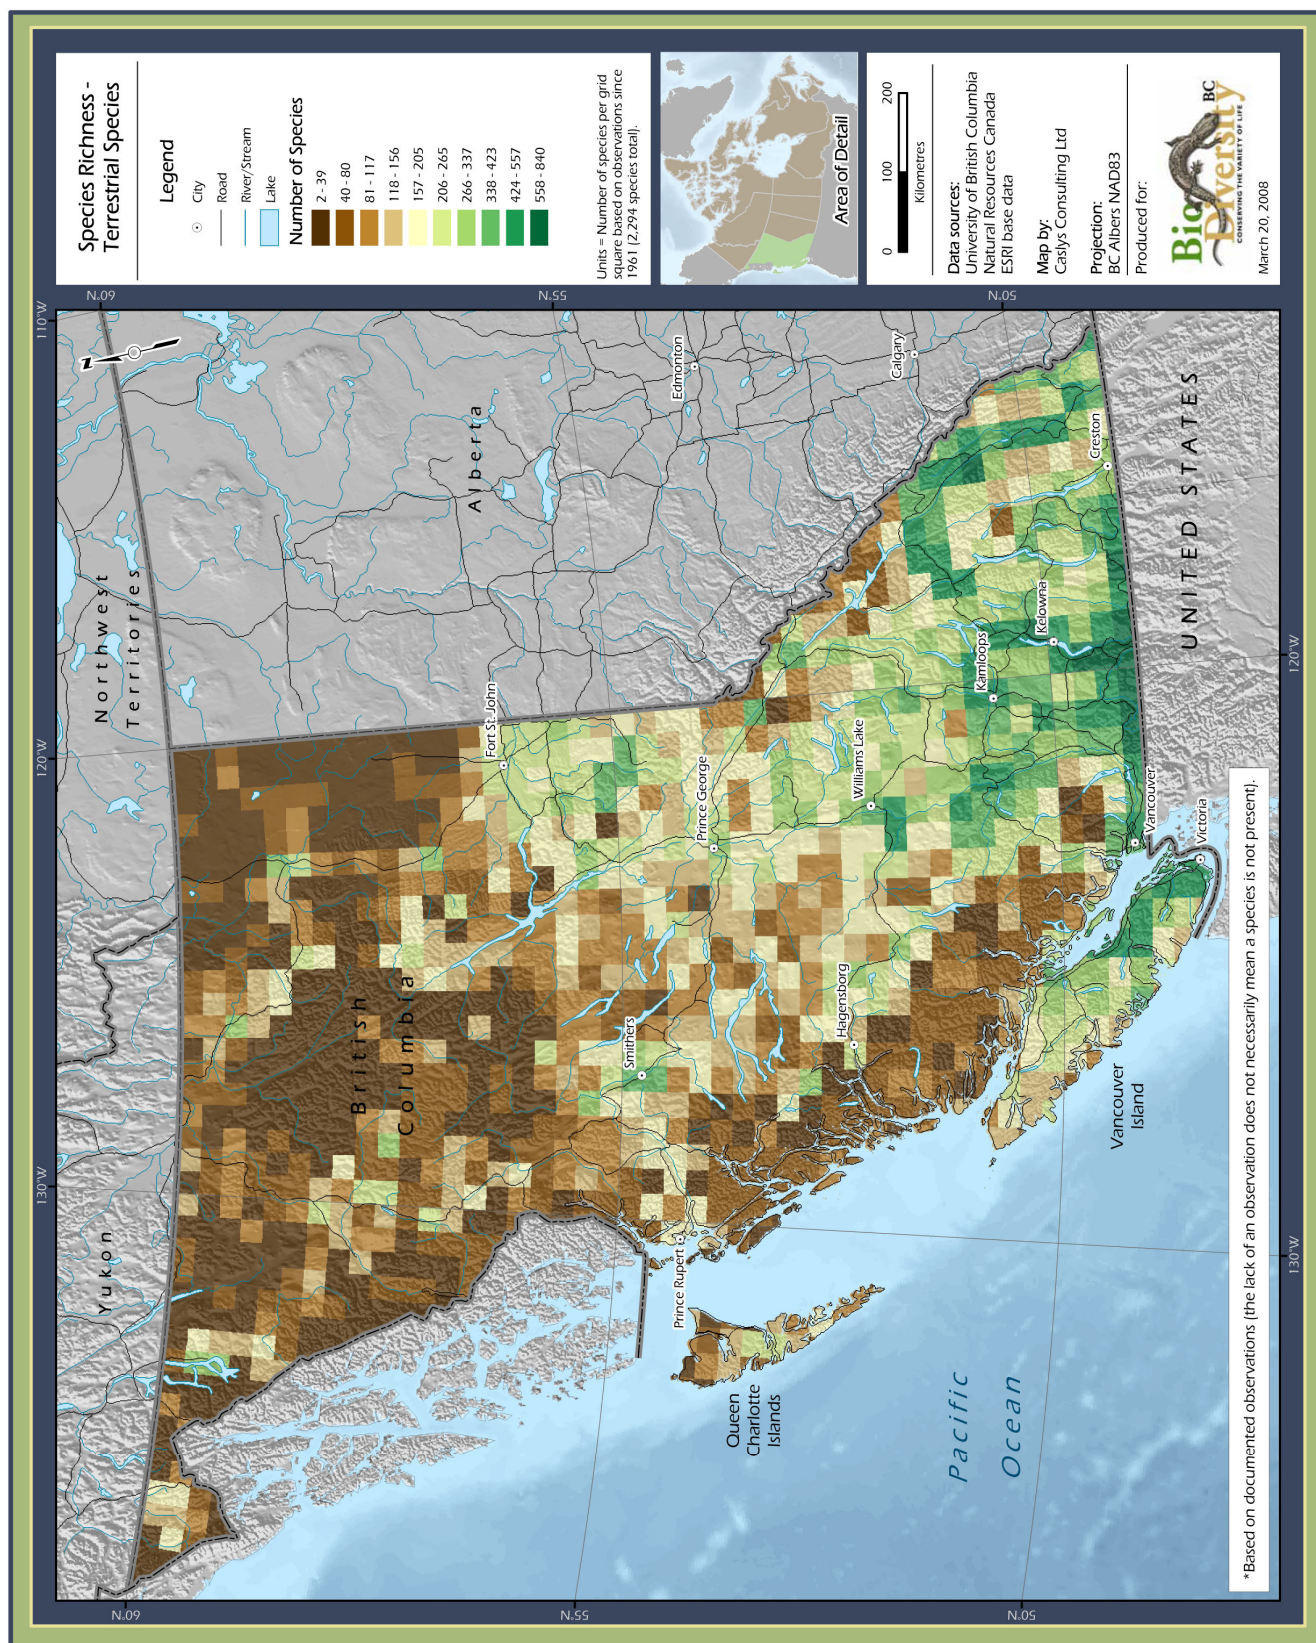 Species Richness -
Terrestrial Species
Legend
City
Road
River/Stream
Lake
Number of Species
2 - 39
40 - 80
81 - 117
118 - 156
157 - 205
206 - 265
266 - 337
338 - 423
424 - 557
558 - 840
Units = Number of species per grid
square based on observations since
1961 (2,294 species total).
Area of Detail
0 100 200
Kilometres
Data sources:
University of British Columbia
Natural Resources Canada
ESRI base data
Map by:
Caslys Consulting Ltd
Projection:
BC Albers NAD83
Produced for:
Bio
Diversity BC
CONSERVING THE VARIETY OF LIFE
March 20, 2008
110°W
120°W
130°W
60°N
55°N
50°N
N
Northwest
Territories
Yukon
Alberta
Edmonton
Calgary
British
Columbia
Fort St. John
Prince George
Smithers
Prince Rupert
Williams Lake
Hagensborg
Kamloops
Kelowna
Creston
Vancouver
Victoria
Vancouver
Island
Queen
Charlotte
Islands
Pacific
Ocean
UNITED STATES
60°N
55°N
50°N
130°W
120°W
*Based on documented observations (the lack of an observation does not necessarily mean a species is not present).